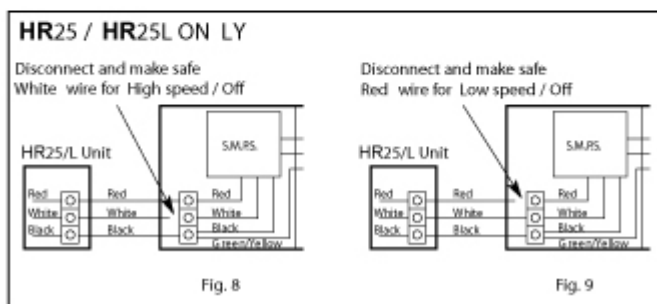 HR25 / HR25L ON LY
Disconnect and make safe
White wire for High speed / Off
S.M.P.S.
HR25/L Unit
Red Red Red
White White White
Black Black Black
Green/Yellow
Fig. 8
Disconnect and make safe
Red wire for Low speed / Off
S.M.P.S.
HR25/L Unit
Red Red Red
White White White
Black Black Black
Green/Yellow
Fig. 9